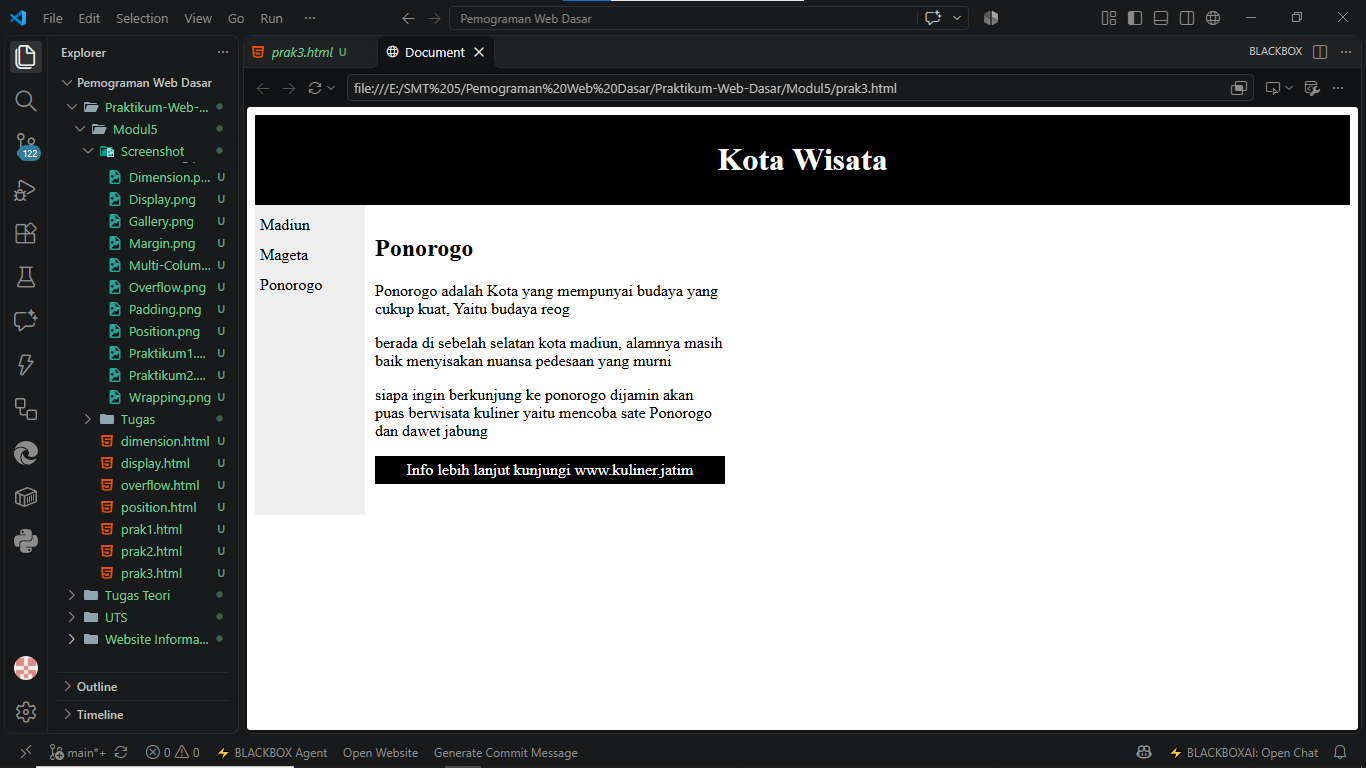 File Edit Selection View Go Run ···
Pemograman Web Dasar
Explorer ···
Pemograman Web Dasar
Praktikum-Web-...
Modul5
Screenshot
Dimension.p... U
Display.png U
Gallery.png U
Margin.png U
Multi-Colum... U
Overflow.png U
Padding.png U
Position.png U
Praktikum1.... U
Praktikum2.... U
Wrapping.png U
Tugas
dimension.html U
display.html U
overflow.html U
position.html U
prak1.html U
prak2.html U
prak3.html U
Tugas Teori
UTS
Website Informa...
Outline
Timeline
122
prak3.html U
Document
BLACKBOX
file:///E:/SMT%205/Pemograman%20Web%20Dasar/Praktikum-Web-Dasar/Modul5/prak3.html
Kota Wisata
Madiun
Mageta
Ponorogo
Ponorogo
Ponorogo adalah Kota yang mempunyai budaya yang
cukup kuat, Yaitu budaya reog
berada di sebelah selatan kota madiun, alamnya masih
baik menyisakan nuansa pedesaan yang murni
siapa ingin berkunjung ke ponorogo dijamin akan
puas berwisata kuliner yaitu mencoba sate Ponorogo
dan dawet jabung
Info lebih lanjut kunjungi www.kuliner.jatim
main*+ 0 0 BLACKBOX Agent Open Website Generate Commit Message
BLACKBOXAI: Open Chat